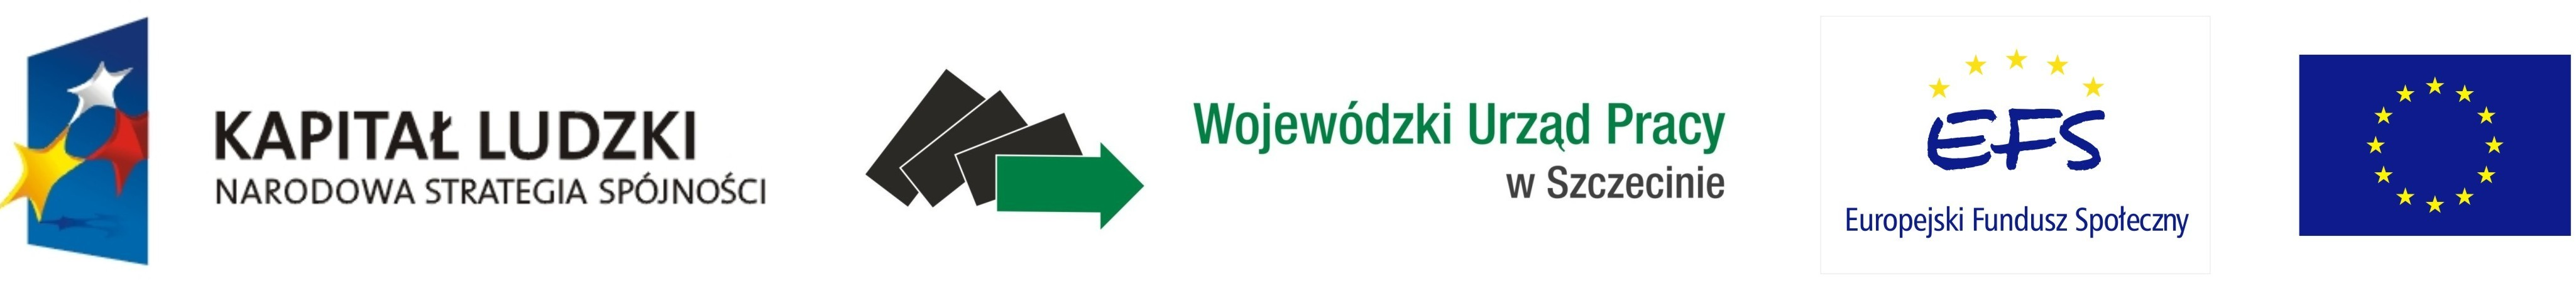 KAPITAŁ LUDZKI
NARODOWA STRATEGIA SPÓJNOŚCI
Wojewódzki Urząd Pracy
w Szczecinie
EFS
Europejski Fundusz Społeczny